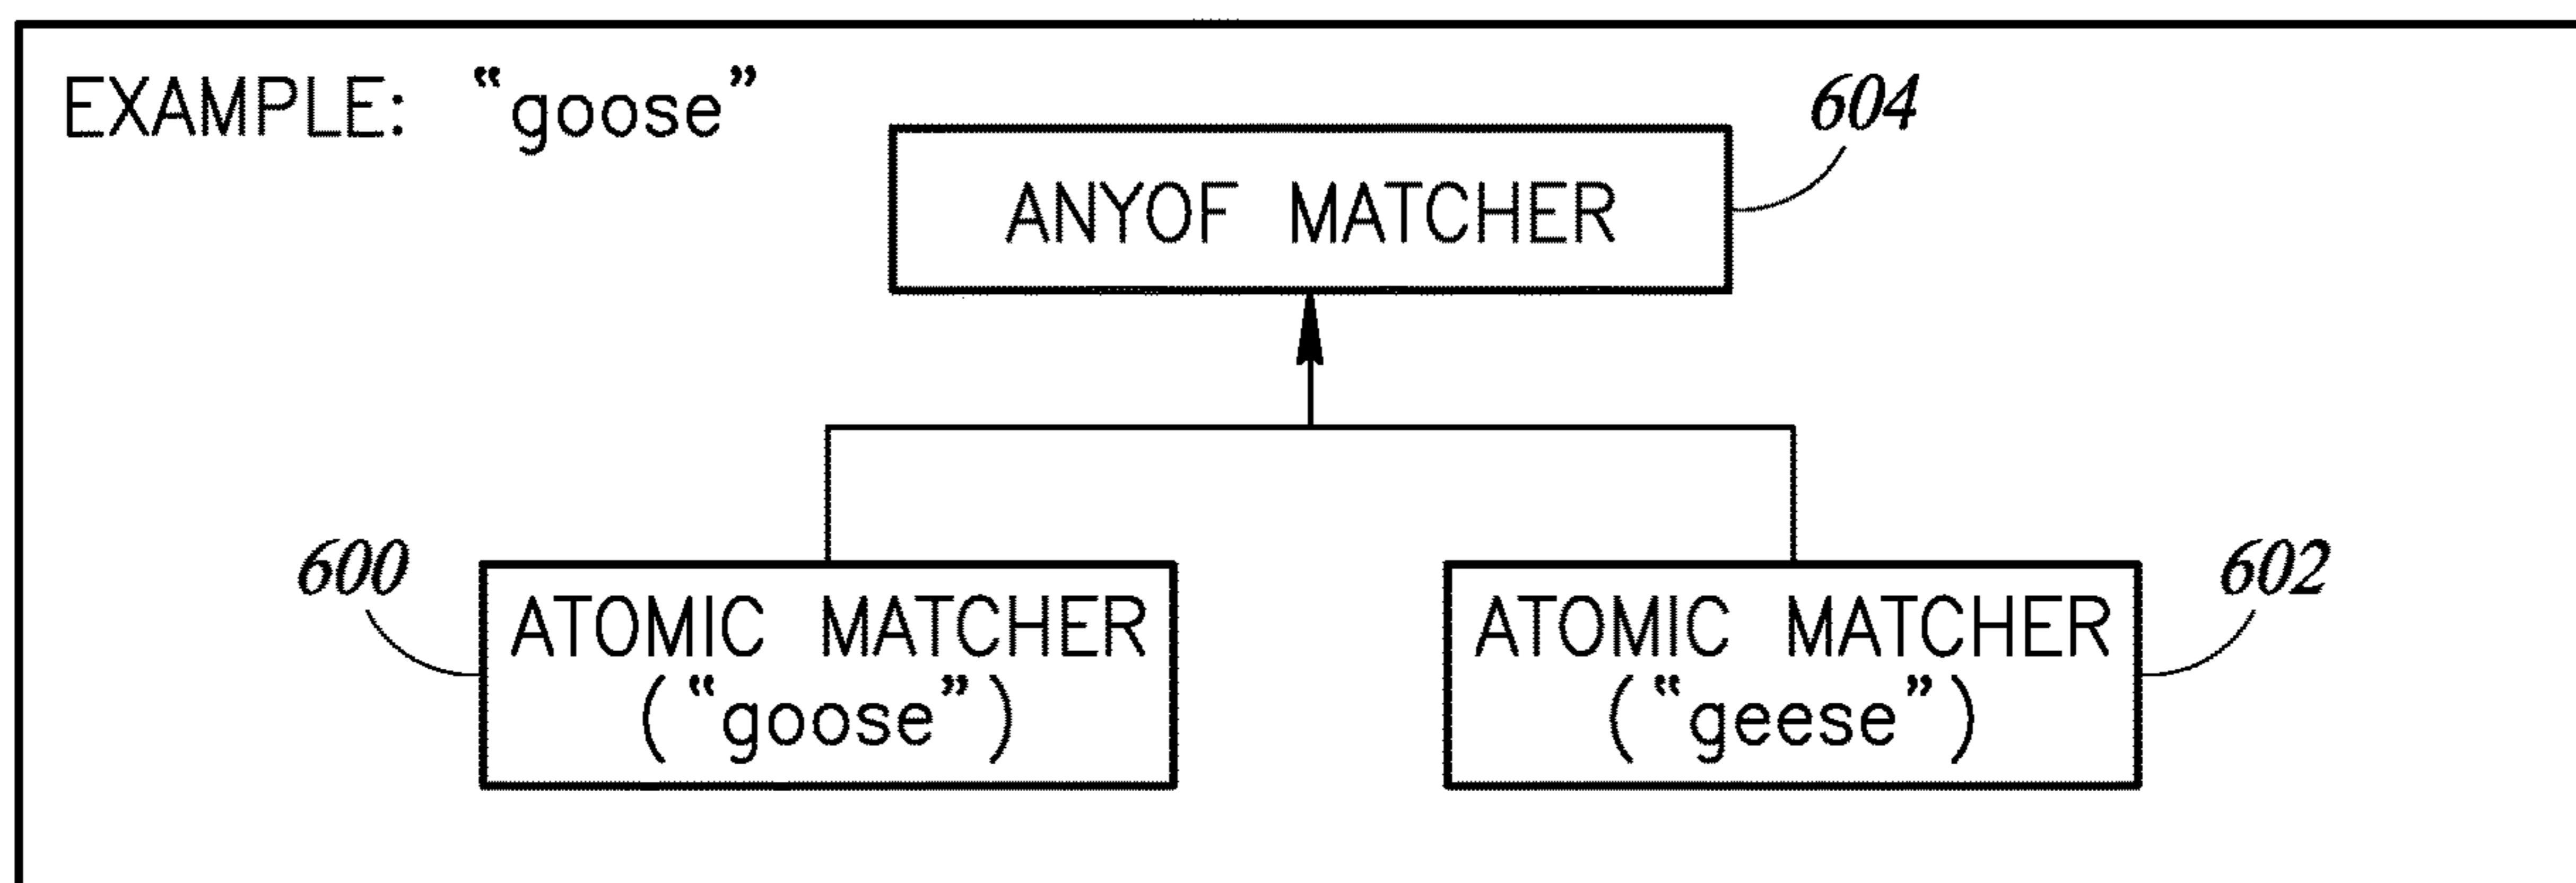 EXAMPLE: “goose”
604
ANYOF MATCHER
600
ATOMIC MATCHER
(“goose”)
ATOMIC MATCHER
(“geese”)
602